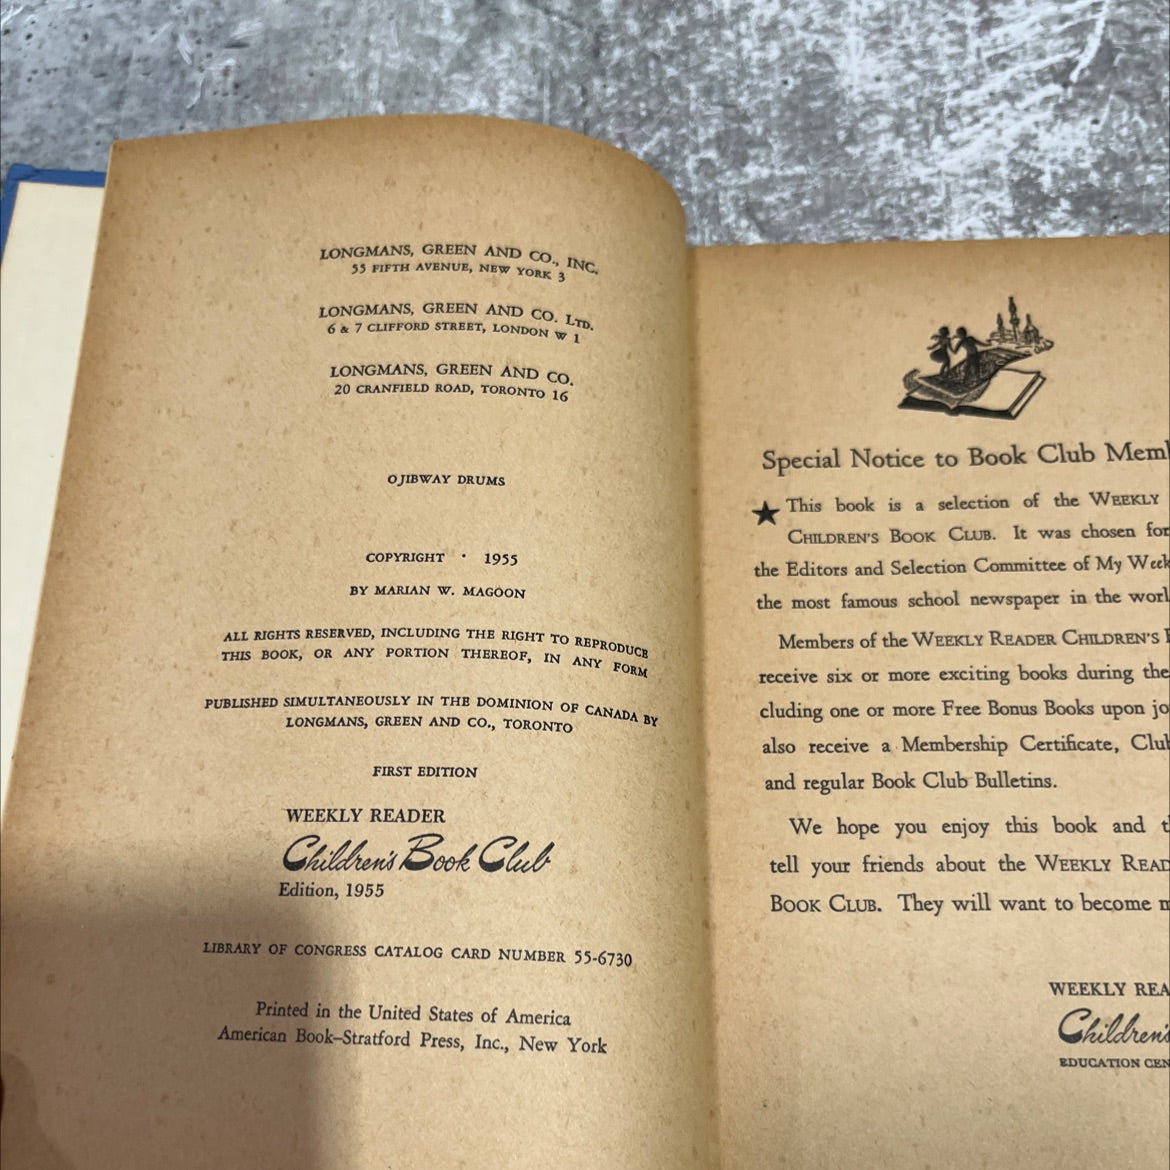 LONGMANS, GREEN AND CO., INC.
55 FIFTH AVENUE, NEW YORK 3
LONGMANS, GREEN AND CO. LTD.
6 & 7 CLIFFORD STREET, LONDON W 1
LONGMANS, GREEN AND CO.
20 CRANFIELD ROAD, TORONTO 16
OJIBWAY DRUMS
COPYRIGHT · 1955
BY MARIAN W. MAGOON
ALL RIGHTS RESERVED, INCLUDING THE RIGHT TO REPRODUCE
THIS BOOK, OR ANY PORTION THEREOF, IN ANY FORM
PUBLISHED SIMULTANEOUSLY IN THE DOMINION OF CANADA BY
LONGMANS, GREEN AND CO., TORONTO
FIRST EDITION
WEEKLY READER
Children's Book Club
Edition, 1955
LIBRARY OF CONGRESS CATALOG CARD NUMBER 55-6730
Printed in the United States of America
American Book–Stratford Press, Inc., New York
Special Notice to Book Club
★ This book is a selection of the WEEKLY
CHILDREN'S BOOK CLUB. It was chosen for
the Editors and Selection Committee of My
the most famous school newspaper in the
Members of the WEEKLY READER CHILDREN'S
receive six or more exciting books during the
cluding one or more Free Bonus Books upon
also receive a Membership Certificate,
and regular Book Club Bulletins.
We hope you enjoy this book and
tell your friends about the WEEKLY
BOOK CLUB. They will want to become
WEEKLY
Children's
EDUCATION